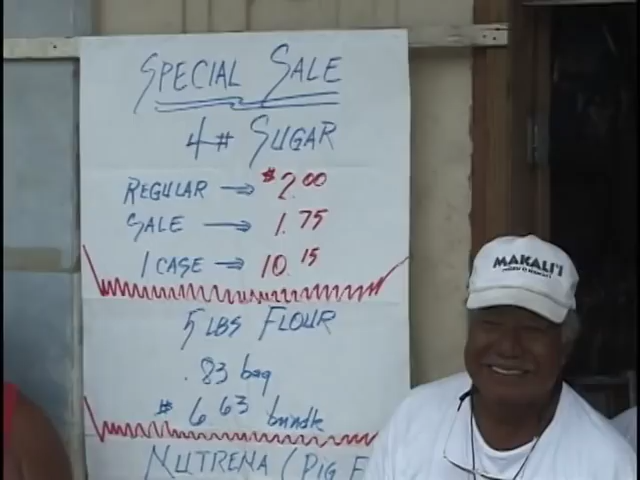 SPECIAL SALE
4# SUGAR
REGULAR → $2.00
SALE → 1.75
1 CASE → 10.15
5 LBS FLOUR
.83 bag
$6.63 bundle
NUTRENA (PIG F
MAKALI'I